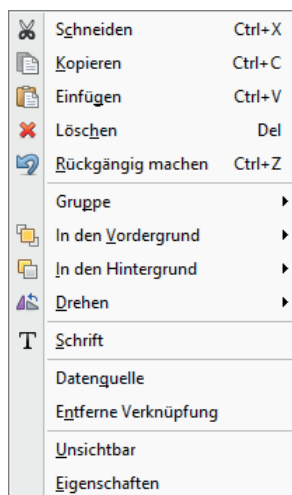 Schneiden Ctrl+X
Kopieren Ctrl+C
Einfügen Ctrl+V
Löschen Del
Rückgängig machen Ctrl+Z
Gruppe
In den Vordergrund
In den Hintergrund
Drehen
T Schrift
Datenquelle
Entferne Verknüpfung
Unsichtbar
Eigenschaften